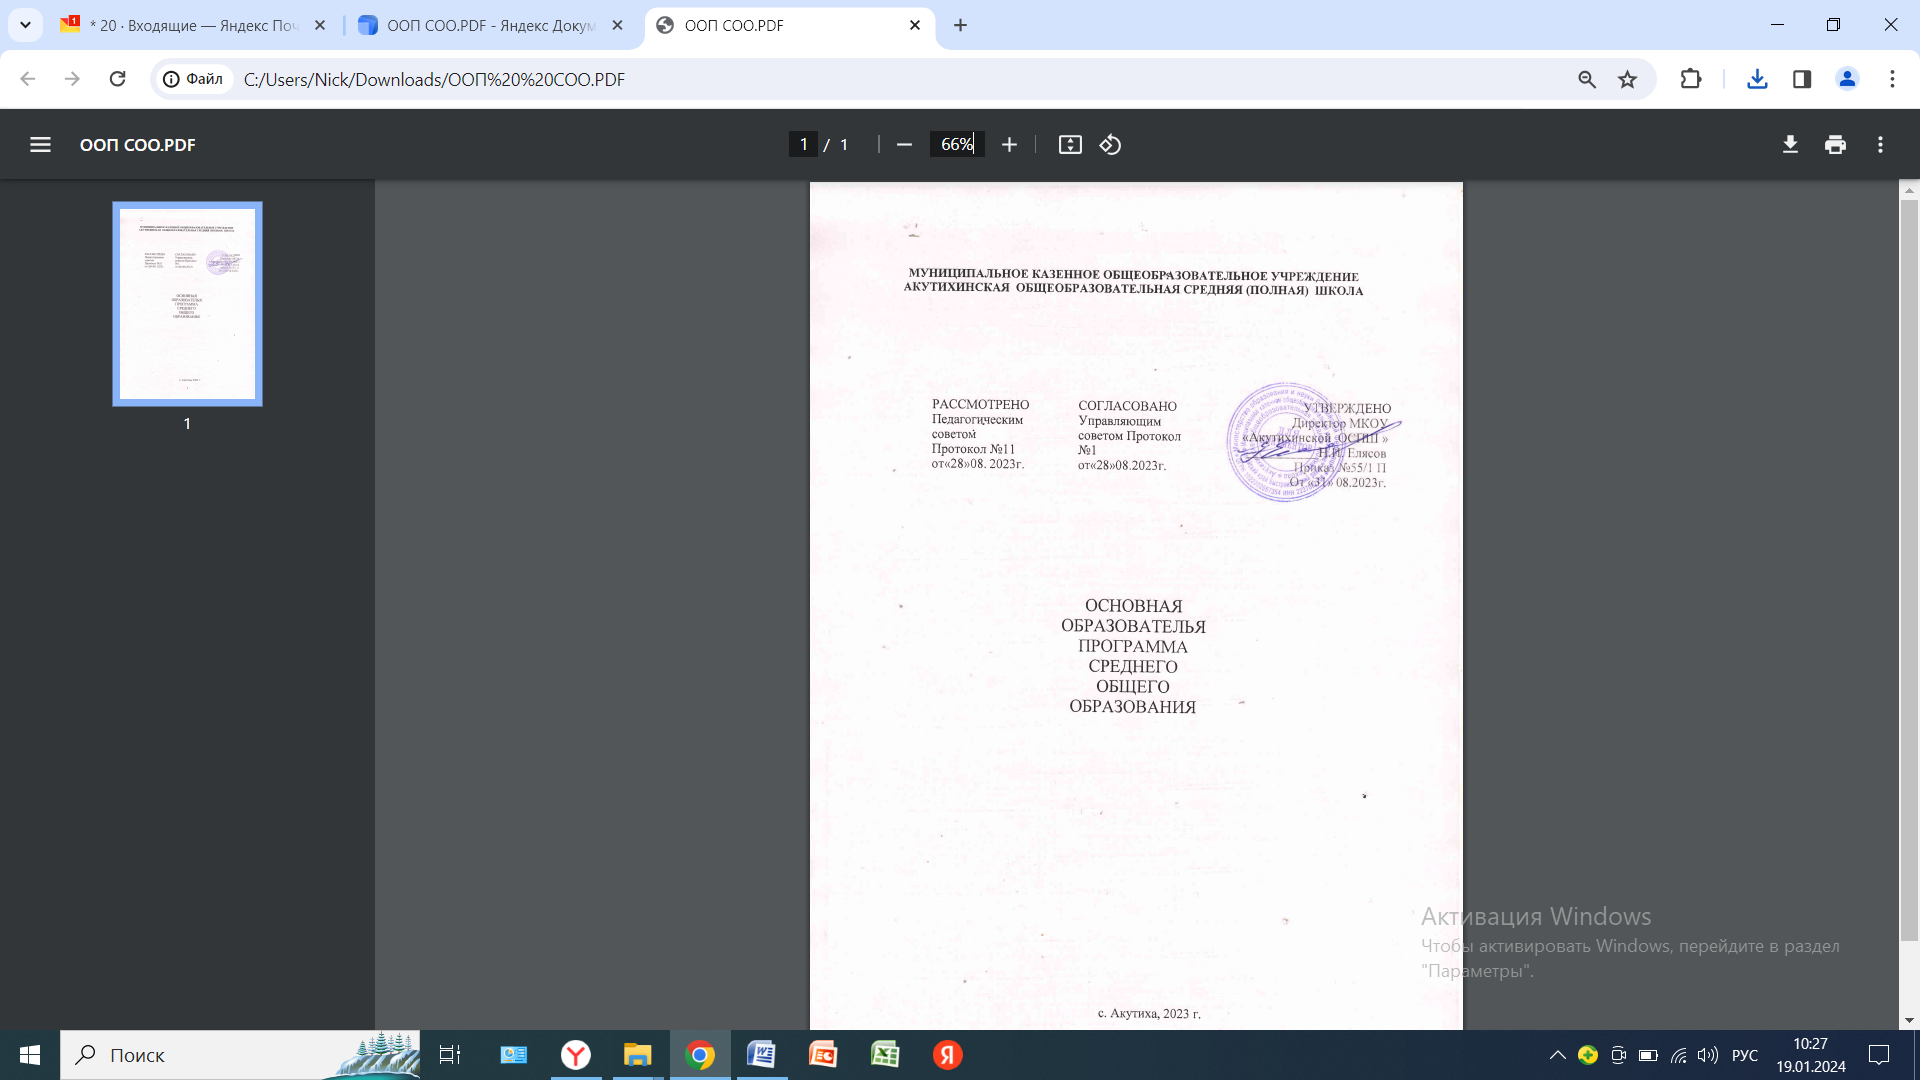 * 20 · Входящие — Яндекс Поч
ООП СОО.PDF - Яндекс Докум
ООП СОО.PDF
Файл
C:/Users/Nick/Downloads/ООП%20%20СОО.PDF
ООП СОО.PDF
1 / 1
66%
1
МУНИЦИПАЛЬНОЕ КАЗЕННОЕ ОБЩЕОБРАЗОВАТЕЛЬНОЕ УЧРЕЖДЕНИЕ
АКУТИХИНСКАЯ ОБЩЕОБРАЗОВАТЕЛЬНАЯ СРЕДНЯЯ (ПОЛНАЯ) ШКОЛА
РАССМОТРЕНО
Педагогическим
советом
Протокол №11
от«28»08. 2023г.
СОГЛАСОВАНО
Управляющим
советом Протокол
№1
от«28»08.2023г.
УТВЕРЖДЕНО
Директор МКОУ
«Акутихинской ОСПШ »
Н.И. Елясов
Приказ №55/1 П
От «31» 08.2023г.
ОСНОВНАЯ
ОБРАЗОВАТЕЛЬЯ
ПРОГРАММА
СРЕДНЕГО
ОБЩЕГО
ОБРАЗОВАНИЯ
с. Акутиха, 2023 г.
Активация Windows
Чтобы активировать Windows, перейдите в раздел
"Параметры".
Поиск
РУС
10:27
19.01.2024